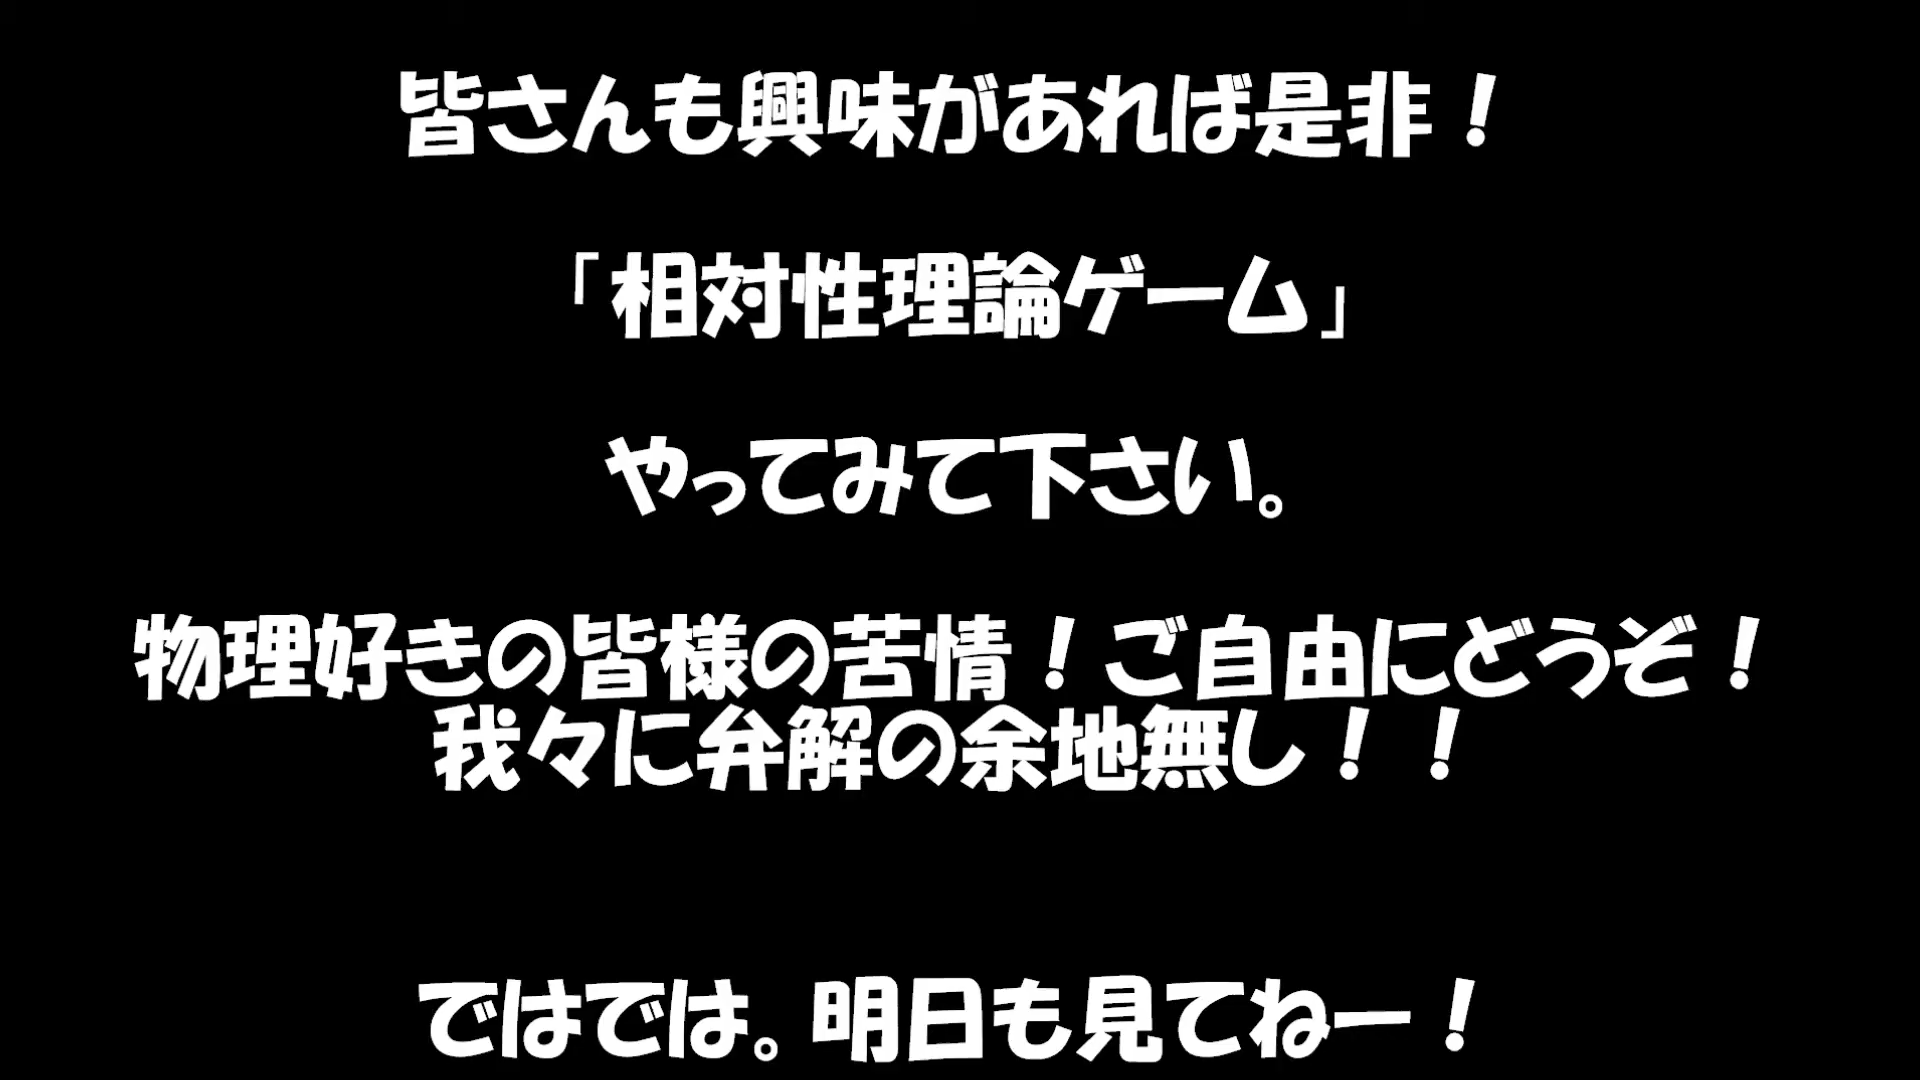 皆さんも興味があれば是非！
「相対性理論ゲーム」
やってみて下さい。
物理好きの皆様の苦情！ご自由にどうぞ！
我々に弁解の余地無し！！
ではでは。明日も見てねー！